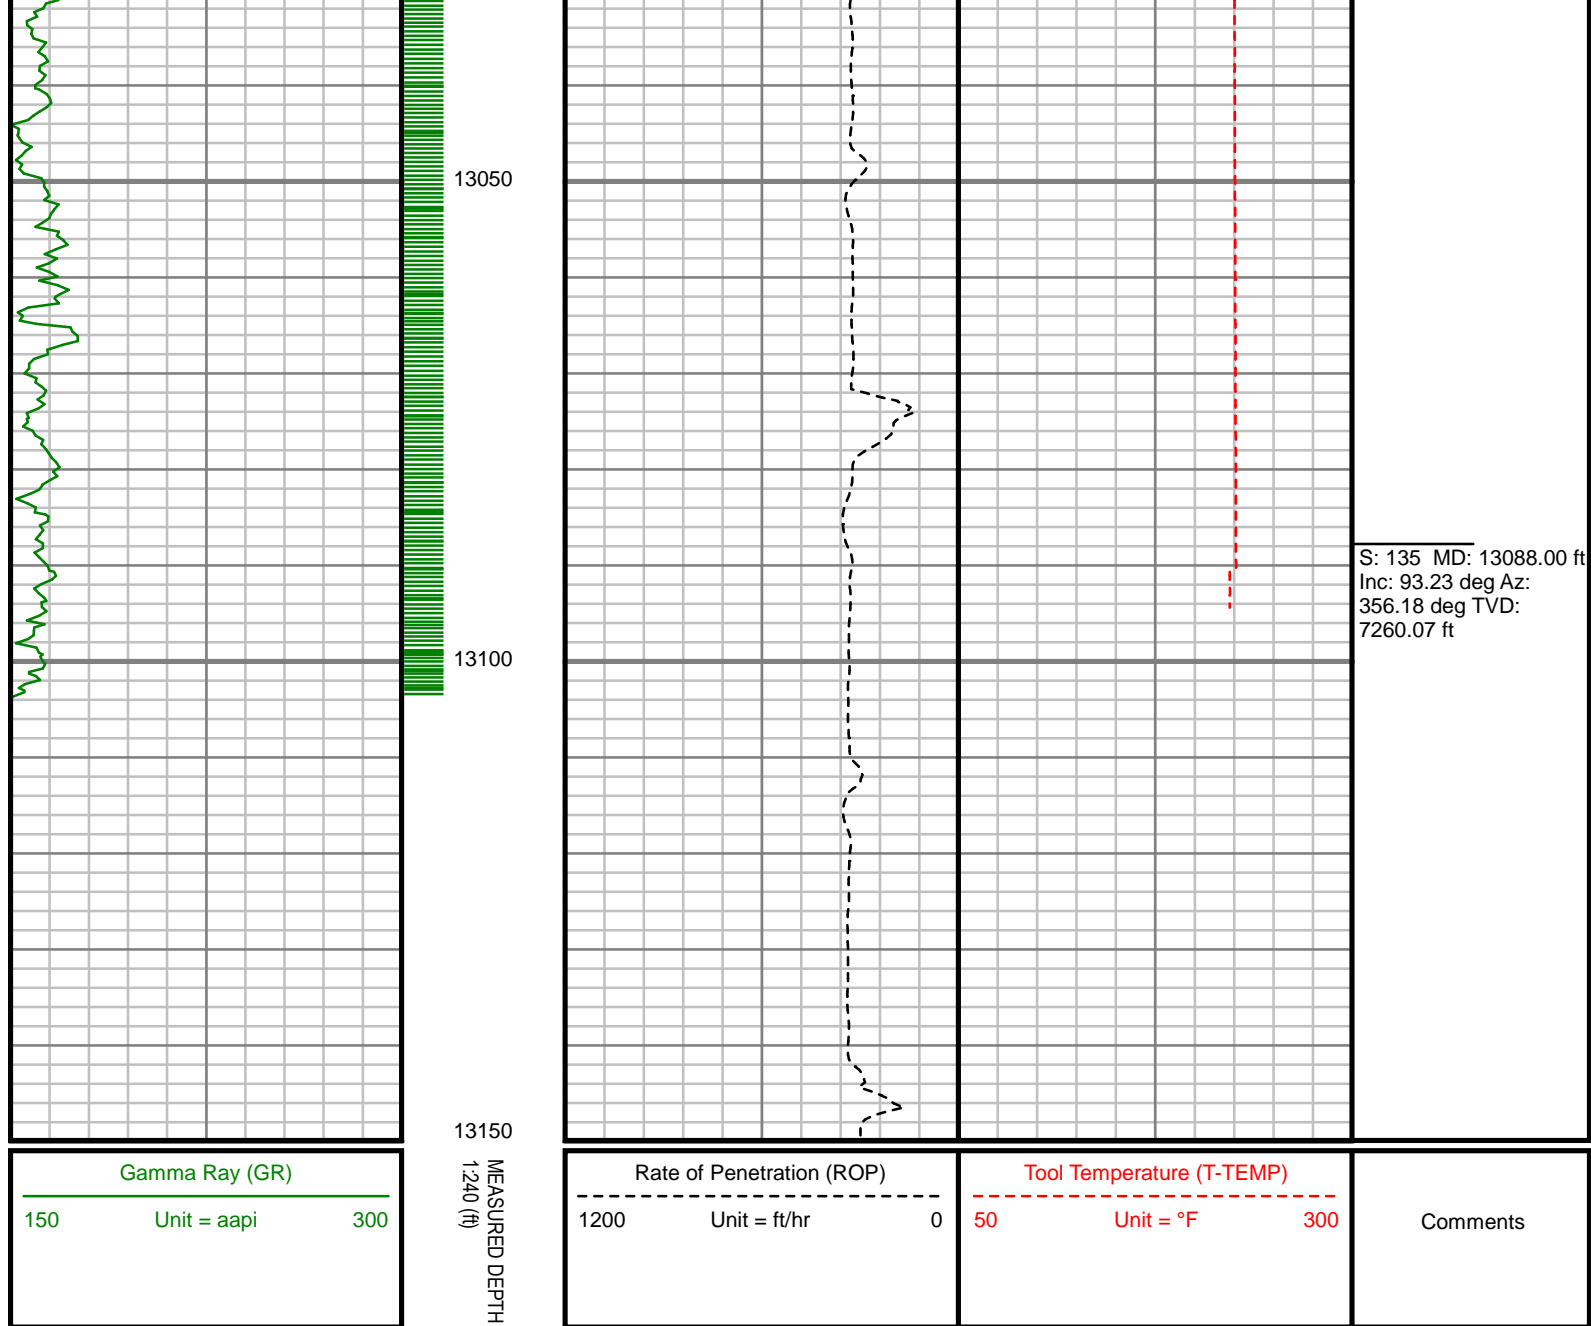 13050
S: 135 MD: 13088.00 ft
Inc: 93.23 deg Az:
356.18 deg TVD:
7260.07 ft
13100
13150
Gamma Ray (GR)
150 Unit = aapi 300
MEASURED DEPTH
1:240 (ft)
Rate of Penetration (ROP)
1200 Unit = ft/hr 0
Tool Temperature (T-TEMP)
50 Unit = °F 300
Comments